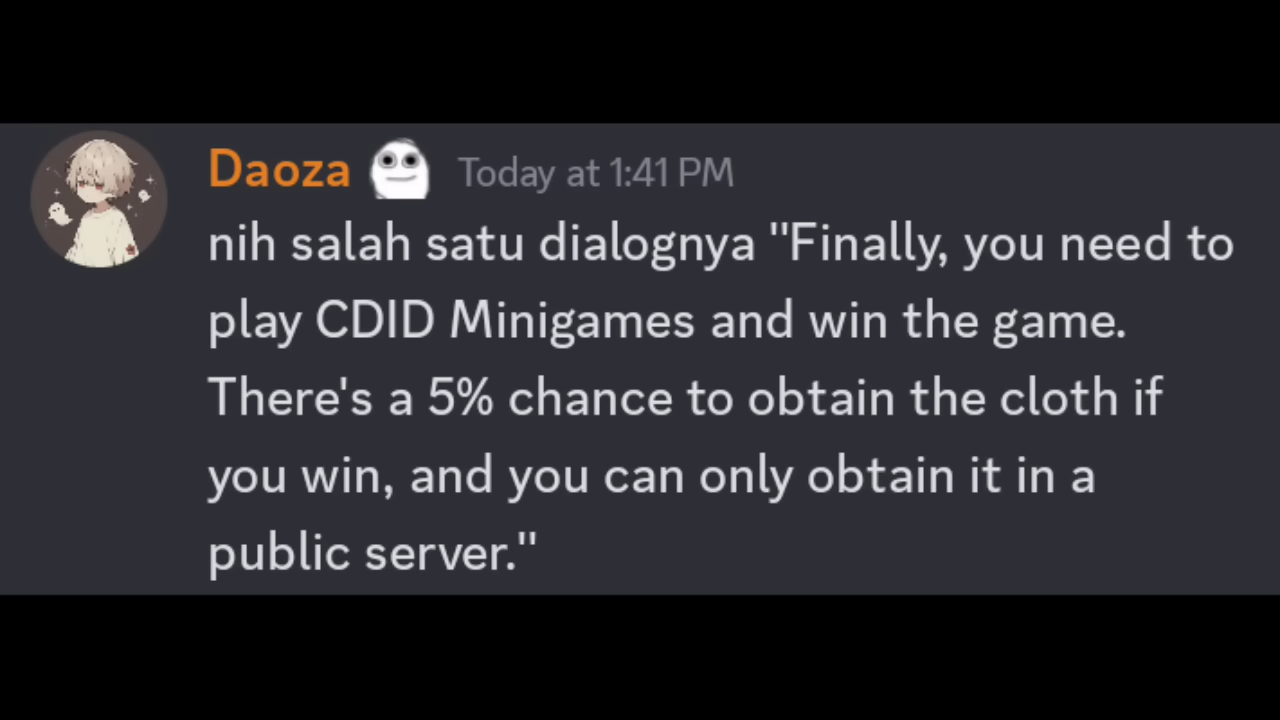 Daoza Today at 1:41 PM
nih salah satu dialognya "Finally, you need to
play CDID Minigames and win the game.
There's a 5% chance to obtain the cloth if
you win, and you can only obtain it in a
public server."